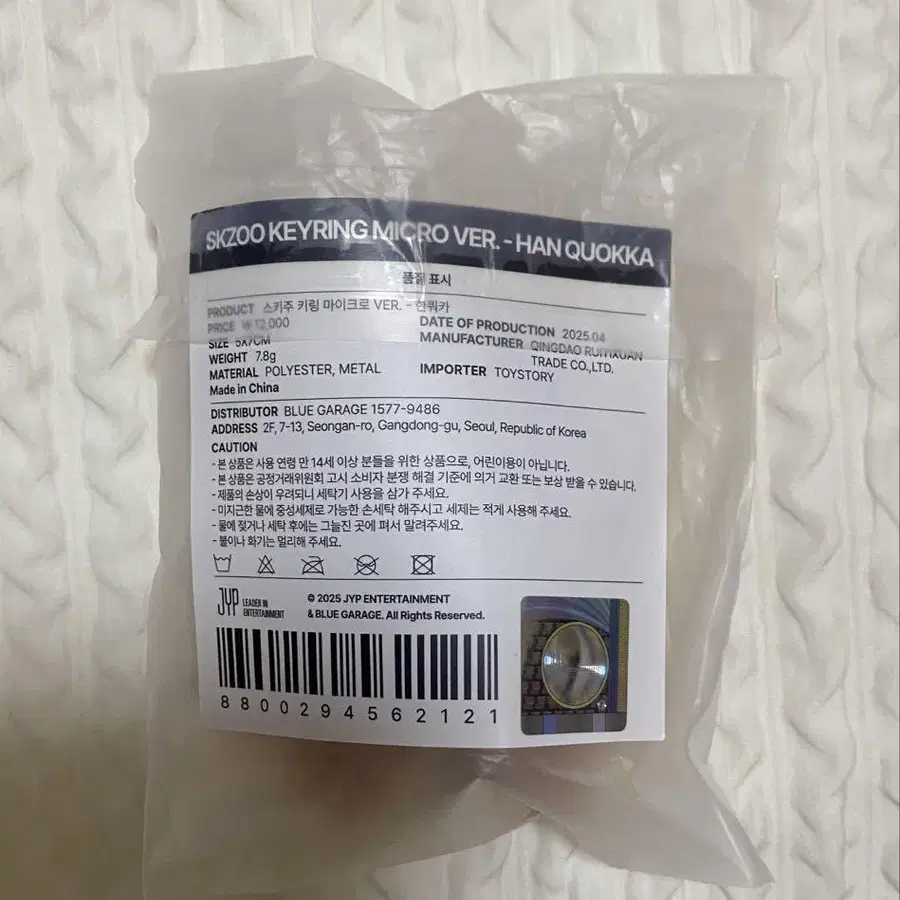 SKZOO KEYRING MICRO VER. - HAN QUOKKA
품질 표시
PRODUCT 스키주 키링 마이크로 VER. - 한쿼카
PRICE ₩ 12,000
SIZE 5X7CM
WEIGHT 7.8g
MATERIAL POLYESTER, METAL
Made in China
DATE OF PRODUCTION 2025.04
MANUFACTURER QINGDAO RUIYIXUAN
TRADE CO.,LTD.
IMPORTER TOYSTORY
DISTRIBUTOR BLUE GARAGE 1577-9486
ADDRESS 2F, 7-13, Seongan-ro, Gangdong-gu, Seoul, Republic of Korea
CAUTION
- 본 상품은 사용 연령 만 14세 이상 분들을 위한 상품으로, 어린이용이 아닙니다.
- 본 상품은 공정거래위원회 고시 소비자 분쟁 해결 기준에 의거 교환 또는 보상 받을 수 있습니다.
- 제품의 손상이 우려되니 세탁기 사용을 삼가 주세요.
- 미지근한 물에 중성세제로 가능한 손세탁 해주시고 세제는 적게 사용해 주세요.
- 물에 젖거나 세탁 후에는 그늘진 곳에 펴서 말려주세요.
- 불이나 화기는 멀리해 주세요.
JYP LEADER IN
ENTERTAINMENT
© 2025 JYP ENTERTAINMENT
& BLUE GARAGE. All Rights Reserved.
8800294562121